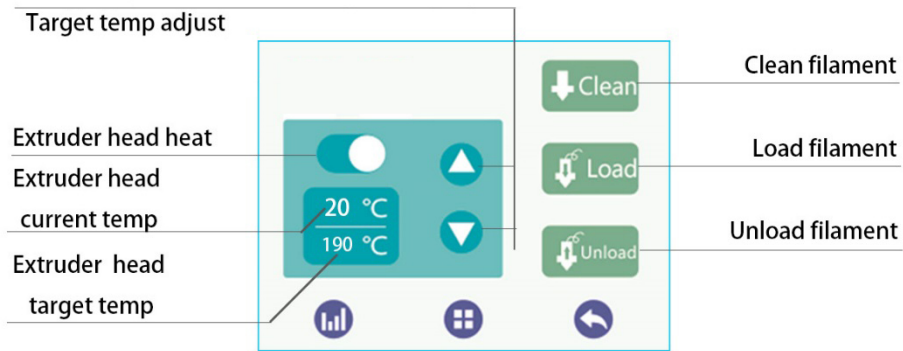 Target temp adjust
Clean filament
Clean
Extruder head heat
Load filament
Load
Extruder head
current temp
20 °C
190 °C
Unload filament
Unload
Extruder head
target temp